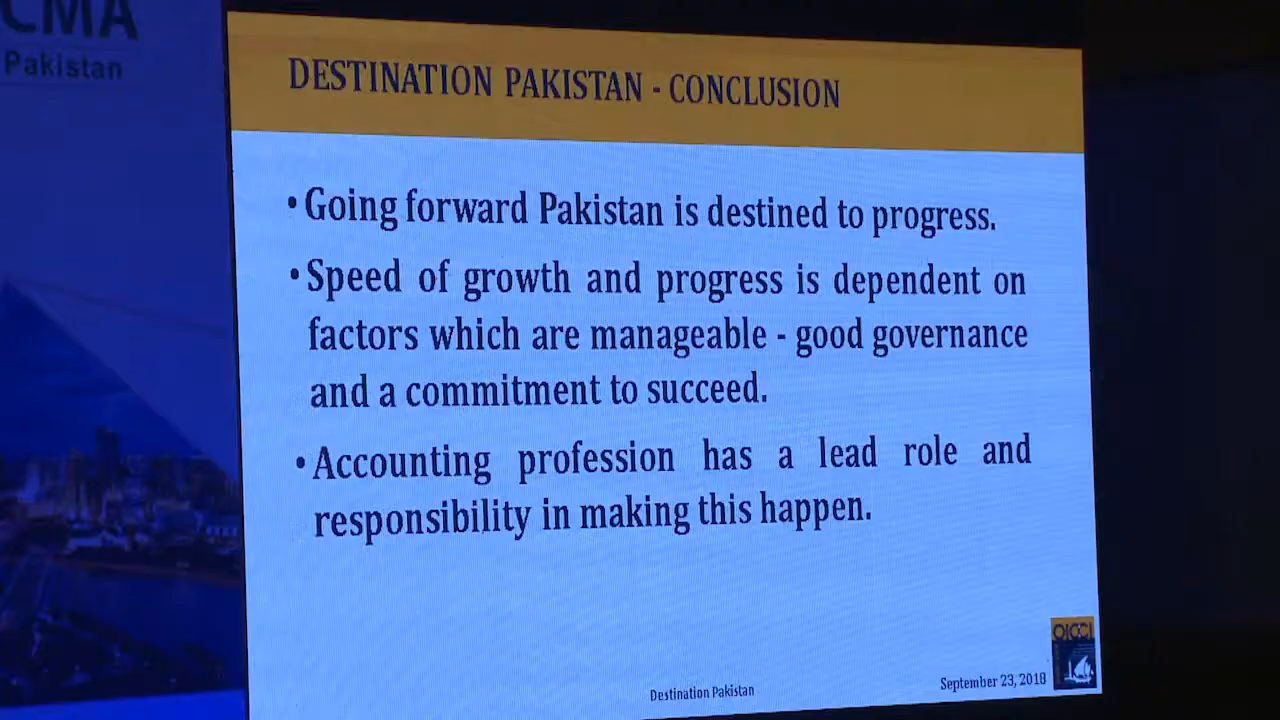 CMA
Pakistan
DESTINATION PAKISTAN - CONCLUSION
• Going forward Pakistan is destined to progress.
• Speed of growth and progress is dependent on
factors which are manageable - good governance
and a commitment to succeed.
• Accounting profession has a lead role and
responsibility in making this happen.
OICCI
Destination Pakistan
September 23, 2018